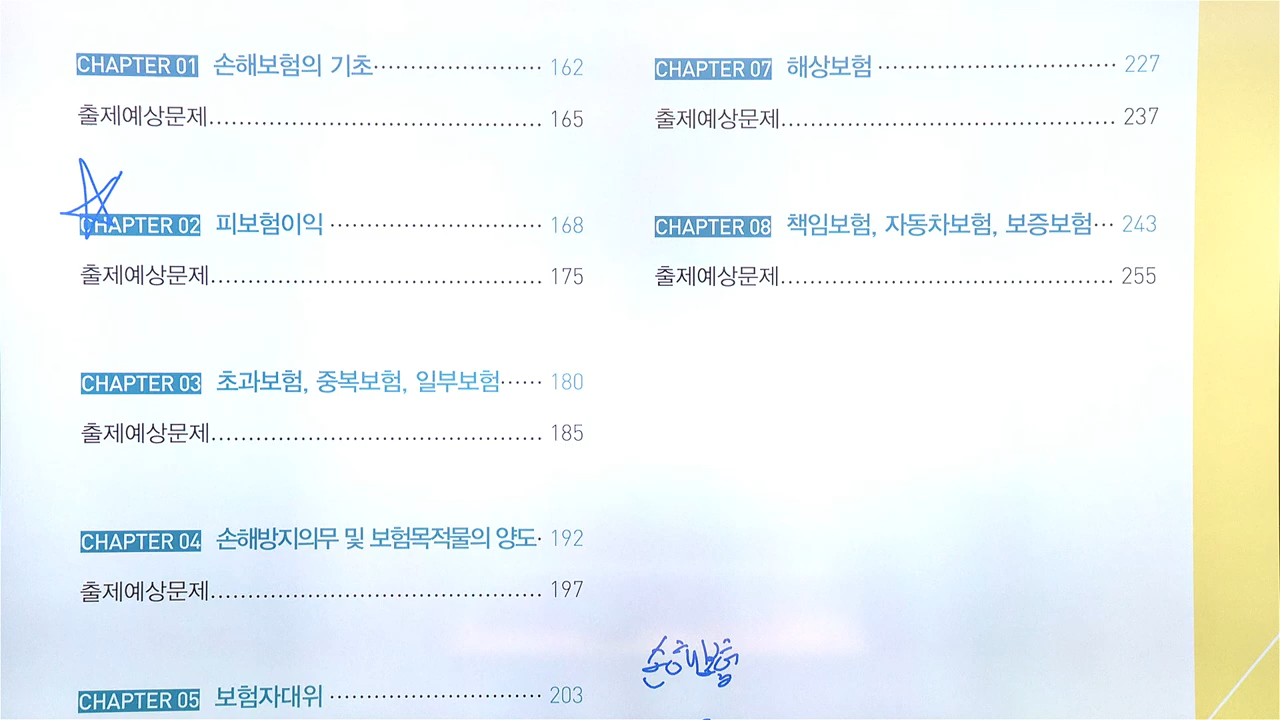 CHAPTER 01 손해보험의 기초 162
출제예상문제 165
CHAPTER 02 피보험이익 168
출제예상문제 175
CHAPTER 03 초과보험, 중복보험, 일부보험 180
출제예상문제 185
CHAPTER 04 손해방지의무 및 보험목적물의 양도 192
출제예상문제 197
CHAPTER 05 보험자대위 203
CHAPTER 07 해상보험 227
출제예상문제 237
CHAPTER 08 책임보험, 자동차보험, 보증보험 243
출제예상문제 255
손해보험